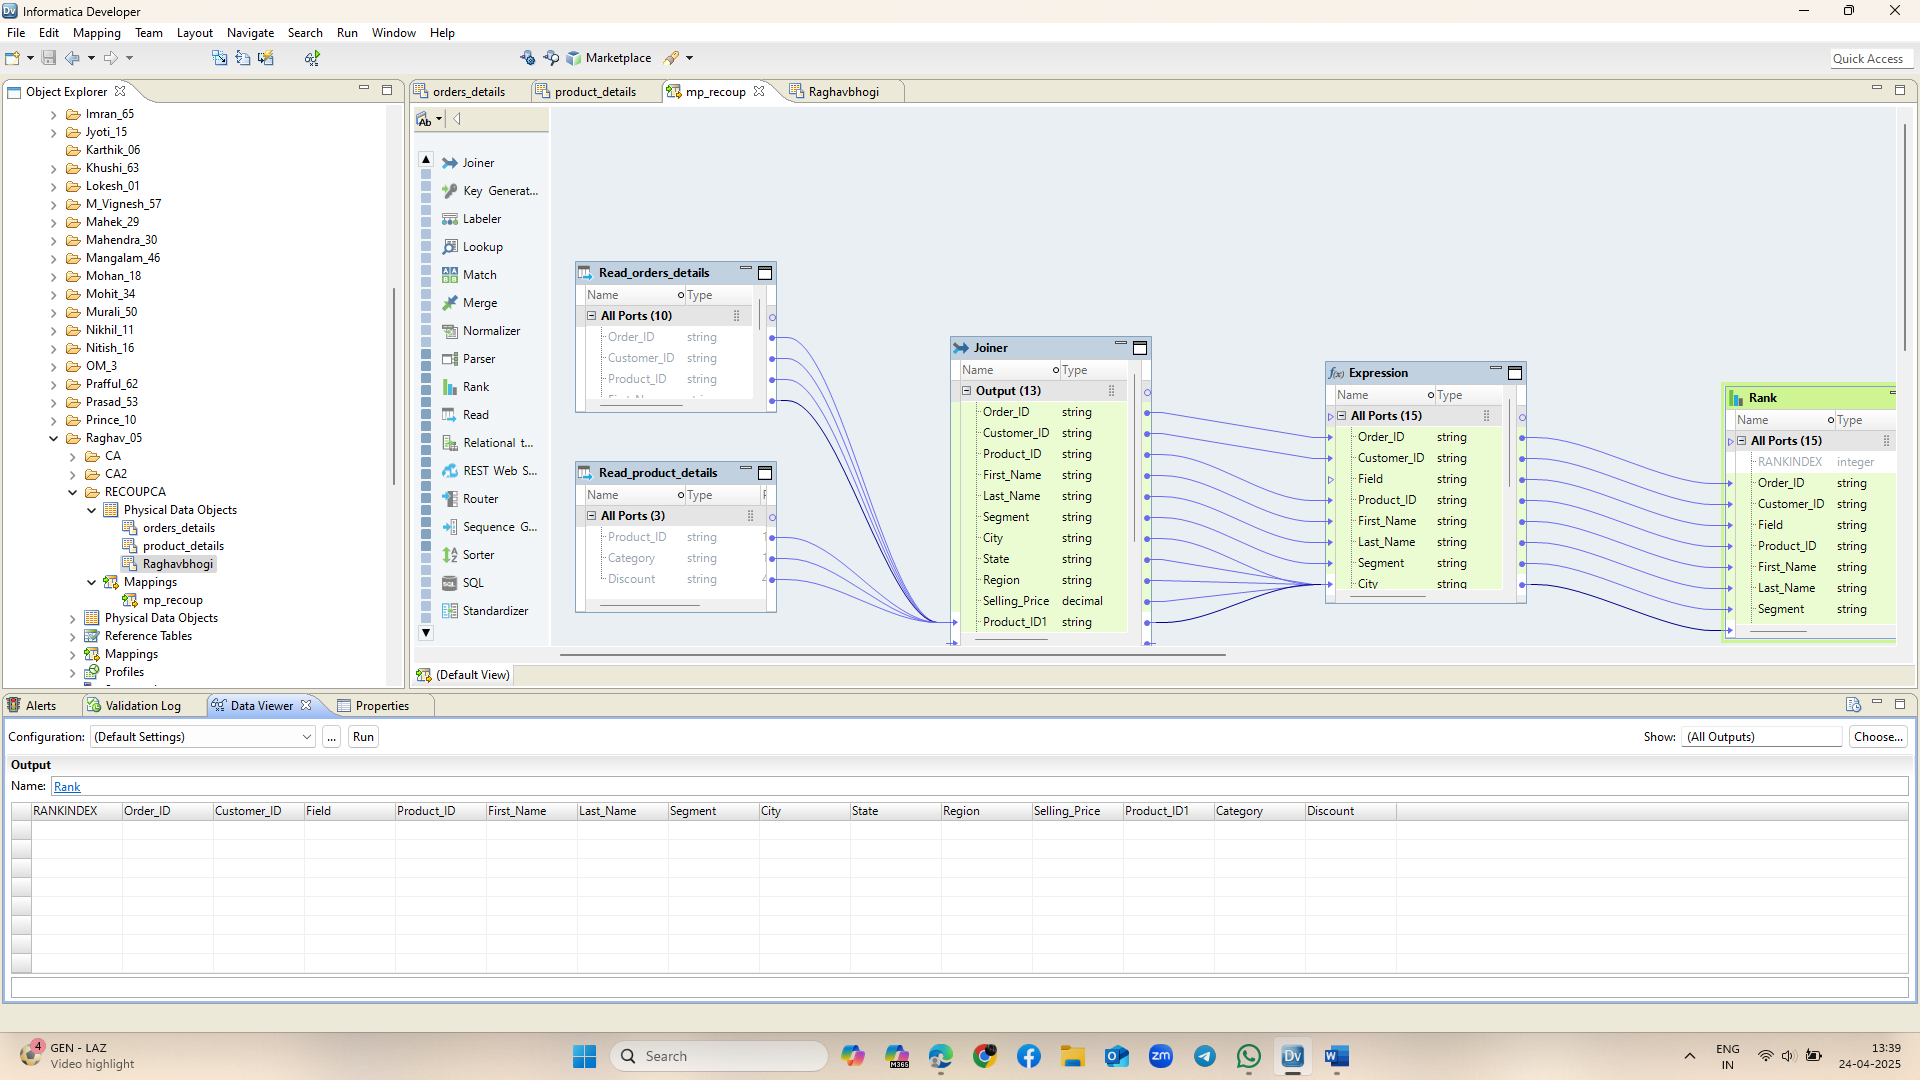 Informatica Developer
File Edit Mapping Team Layout Navigate Search Run Window Help
Marketplace
Quick Access
Object Explorer
Imran_65
Jyoti_15
Karthik_06
Khushi_63
Lokesh_01
M_Vignesh_57
Mahek_29
Mahendra_30
Mangalam_46
Mohan_18
Mohit_34
Murali_50
Nikhil_11
Nitish_16
OM_3
Prafful_62
Prasad_53
Prince_10
Raghav_05
CA
CA2
RECOUPCA
Physical Data Objects
orders_details
product_details
Raghavbhogi
Mappings
mp_recoup
Physical Data Objects
Reference Tables
Mappings
Profiles
orders_details product_details mp_recoup Raghavbhogi
Ab
Joiner
Key Generat...
Labeler
Lookup
Match
Merge
Normalizer
Parser
Rank
Read
Relational t...
REST Web S...
Router
Sequence G...
Sorter
SQL
Standardizer
Read_orders_details
Name Type
All Ports (10)
Order_ID string
Customer_ID string
Product_ID string
Read_product_details
Name Type P
All Ports (3)
Product_ID string 1
Category string 1
Discount string 4
Joiner
Name Type
Output (13)
Order_ID string
Customer_ID string
Product_ID string
First_Name string
Last_Name string
Segment string
City string
State string
Region string
Selling_Price decimal
Product_ID1 string
f(x) Expression
Name Type
All Ports (15)
Order_ID string
Customer_ID string
Field string
Product_ID string
First_Name string
Last_Name string
Segment string
City string
Rank
Name Type
All Ports (15)
RANKINDEX integer
Order_ID string
Customer_ID string
Field string
Product_ID string
First_Name string
Last_Name string
Segment string
(Default View)
Alerts Validation Log Data Viewer Properties
Configuration: (Default Settings) ... Run Show: (All Outputs) Choose...
Output
Name: Rank
RANKINDEX Order_ID Customer_ID Field Product_ID First_Name Last_Name Segment City State Region Selling_Price Product_ID1 Category Discount
4
GEN - LAZ
Video highlight
Search
M365
zm
Dv
W
ENG
IN
13:39
24-04-2025